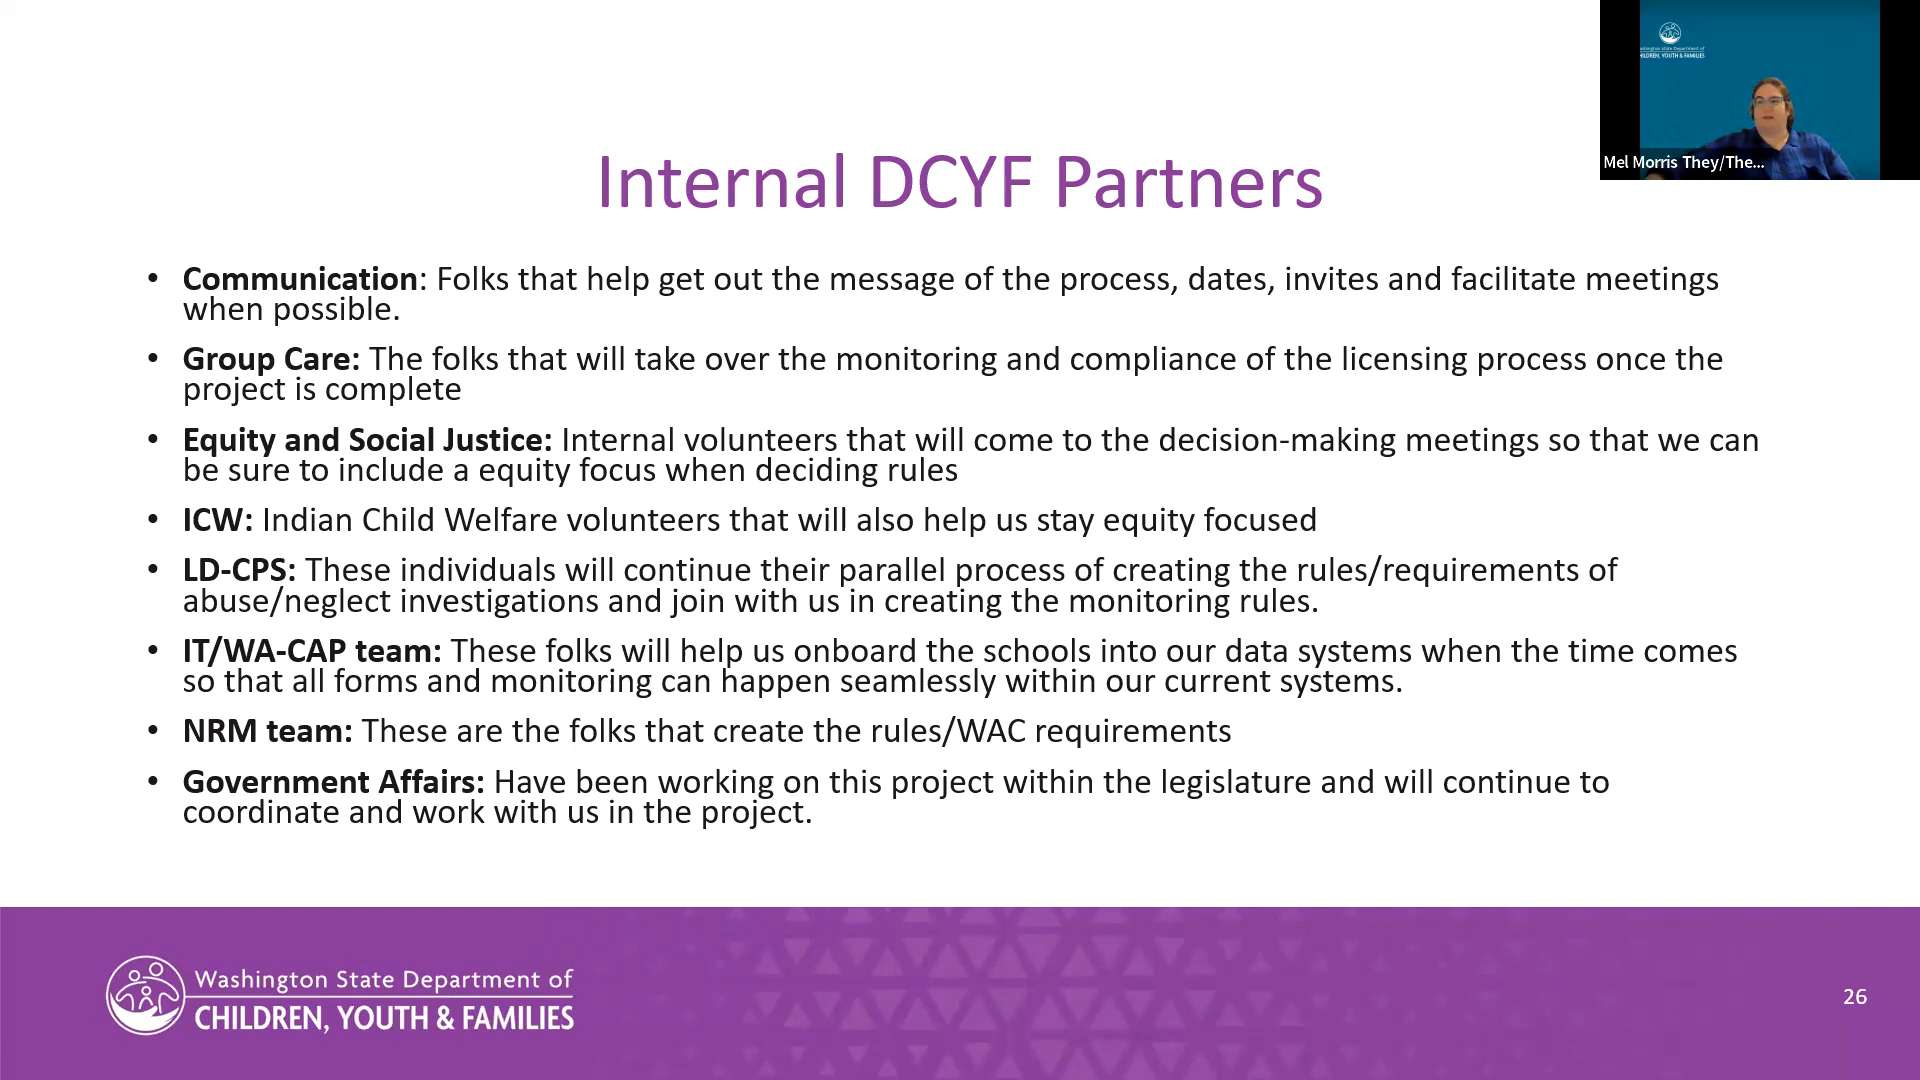 Washington State Department of
CHILDREN, YOUTH & FAMILIES
Mel Morris They/The...
Internal DCYF Partners
• Communication: Folks that help get out the message of the process, dates, invites and facilitate meetings
when possible.
• Group Care: The folks that will take over the monitoring and compliance of the licensing process once the
project is complete
• Equity and Social Justice: Internal volunteers that will come to the decision-making meetings so that we can
be sure to include a equity focus when deciding rules
• ICW: Indian Child Welfare volunteers that will also help us stay equity focused
• LD-CPS: These individuals will continue their parallel process of creating the rules/requirements of
abuse/neglect investigations and join with us in creating the monitoring rules.
• IT/WA-CAP team: These folks will help us onboard the schools into our data systems when the time comes
so that all forms and monitoring can happen seamlessly within our current systems.
• NRM team: These are the folks that create the rules/WAC requirements
• Government Affairs: Have been working on this project within the legislature and will continue to
coordinate and work with us in the project.
Washington State Department of
CHILDREN, YOUTH & FAMILIES
26